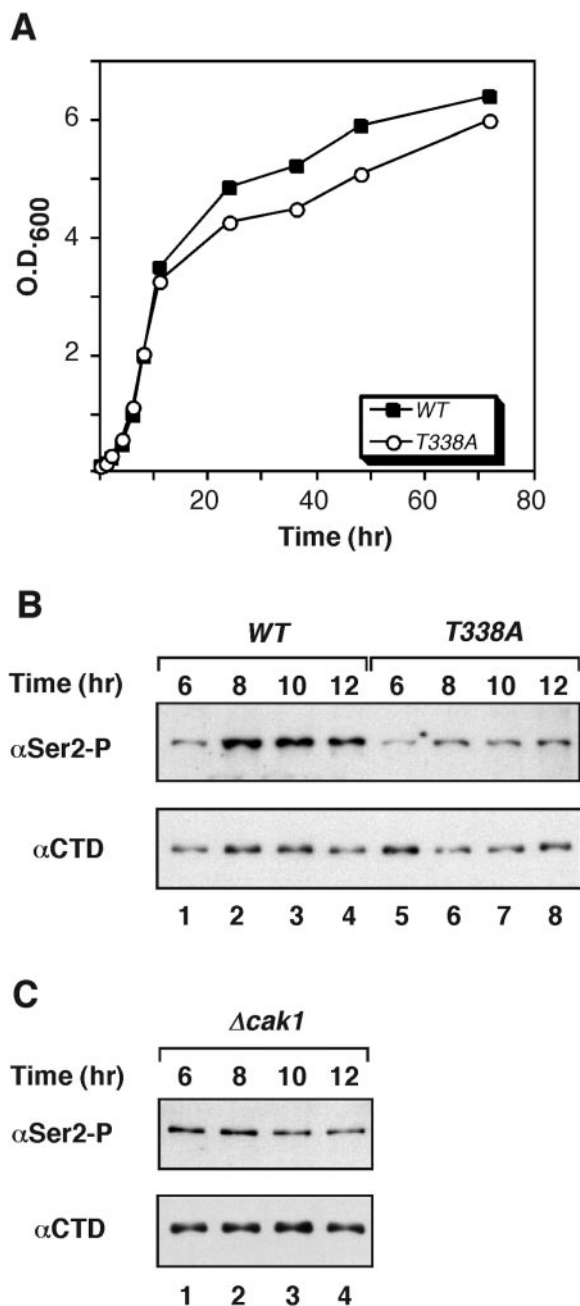 A
6
4
2
O.D.600
WT
T338A
20 40 60 80
Time (hr)
B
WT T338A
Time (hr) 6 8 10 12 6 8 10 12
αSer2-P
αCTD
1 2 3 4 5 6 7 8
C
Δcak1
Time (hr) 6 8 10 12
αSer2-P
αCTD
1 2 3 4